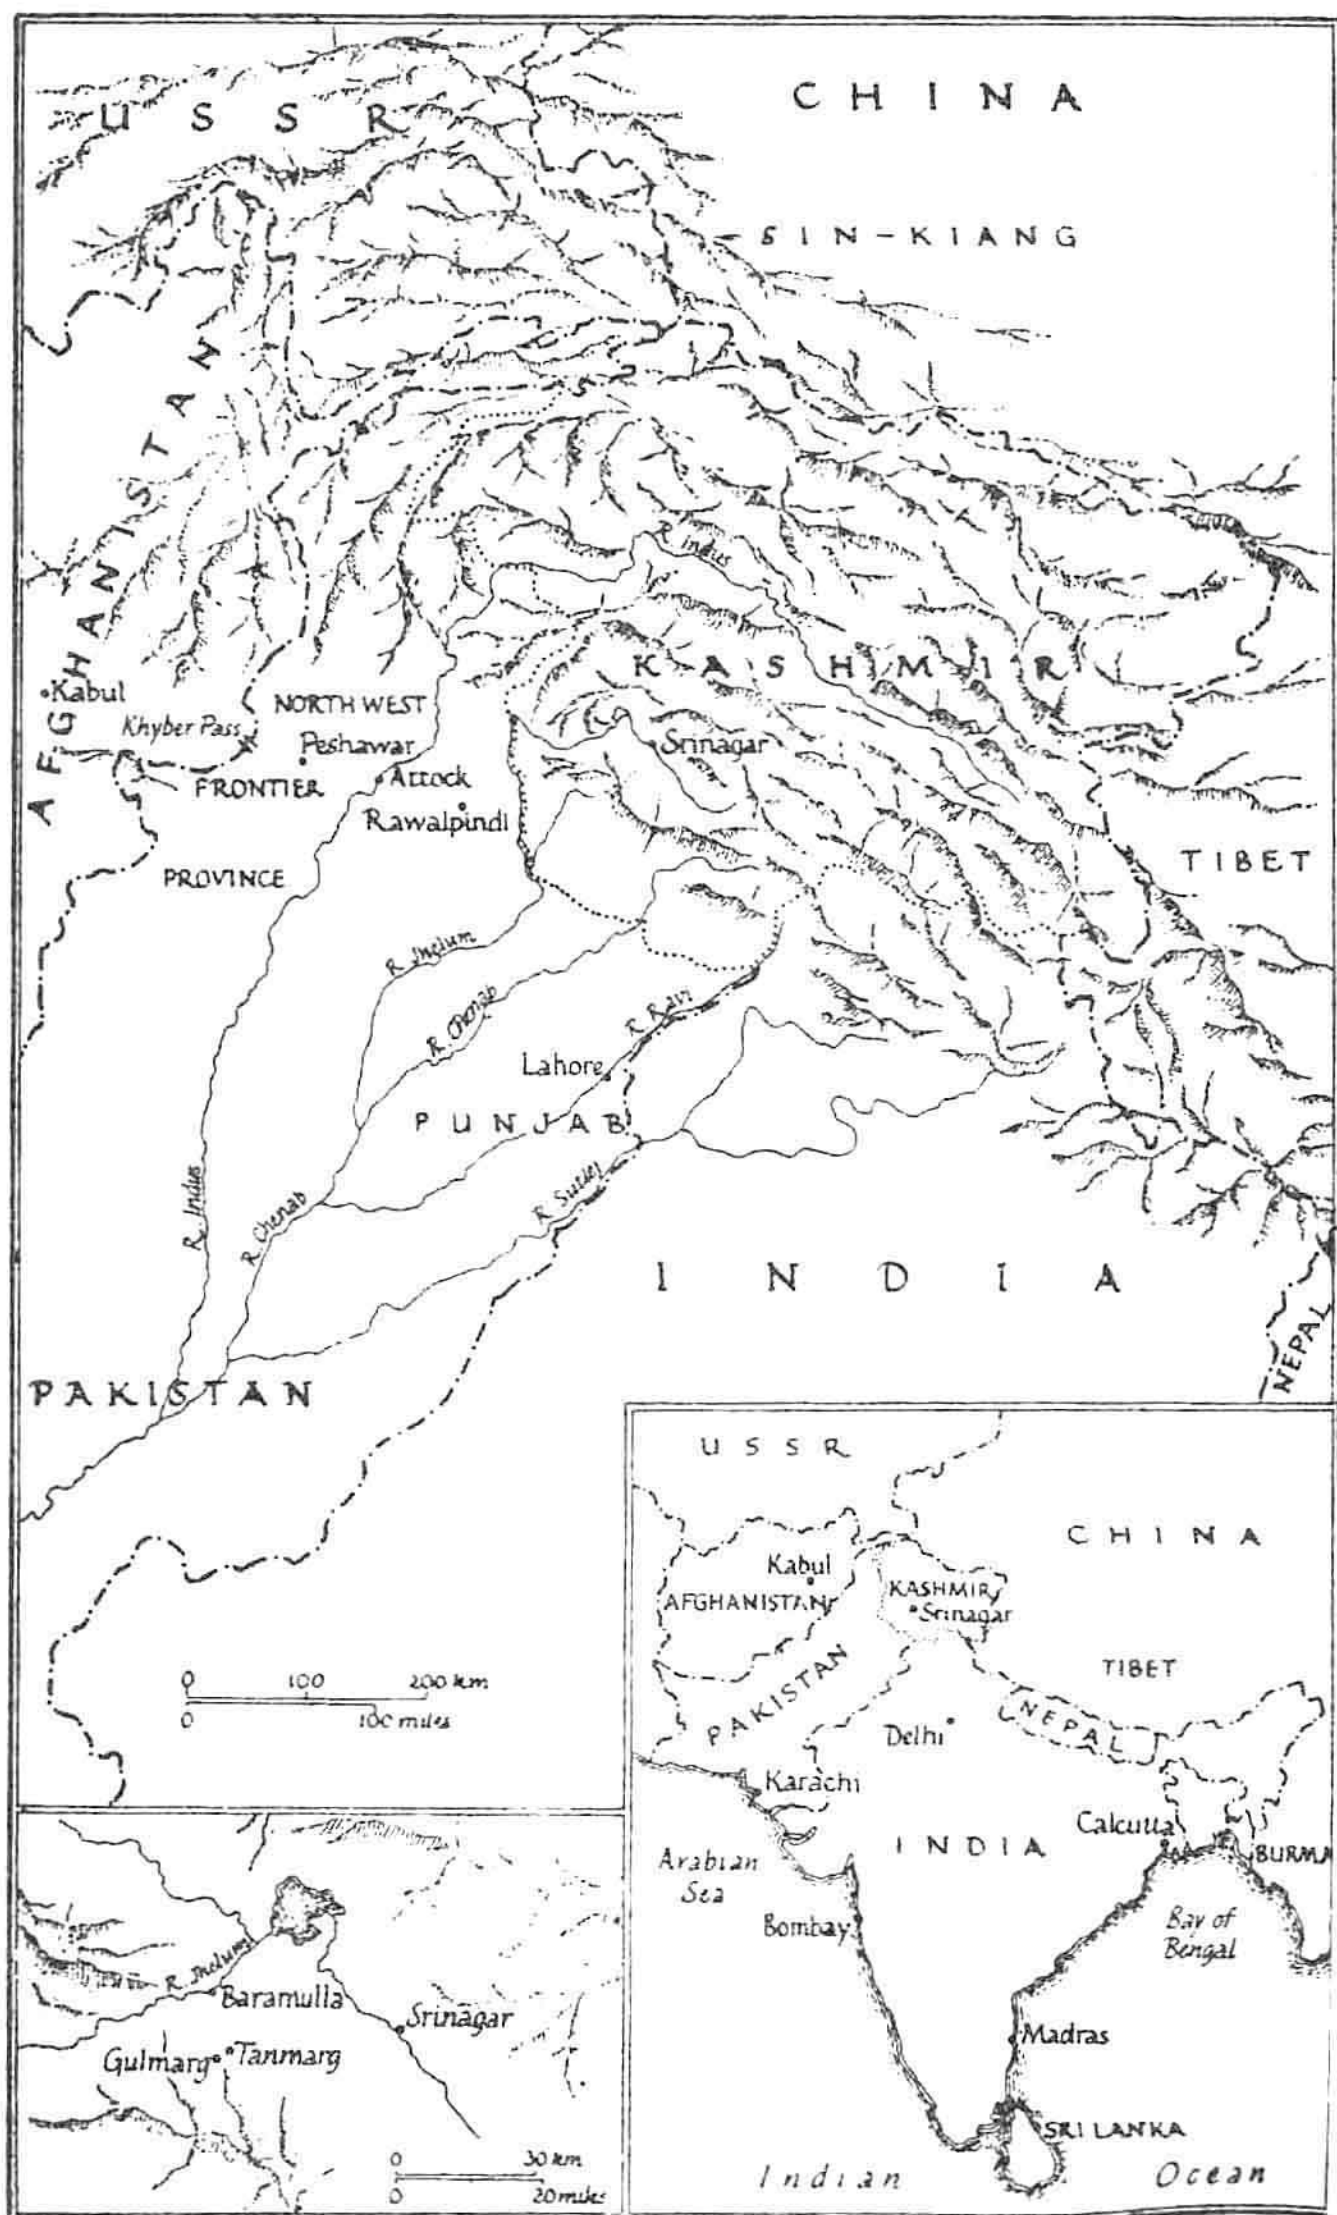 CHINA
USSR
SIN-KIANG
AFGHANISTAN
R. Indus
KASHMIR
Kabul
NORTH WEST
Khyber Pass
Peshawar
Srinagar
Attock
FRONTIER
Rawalpindi
PROVINCE
TIBET
R. Jhelum
R. Chenab
R. Ravi
Lahore
PUNJAB
R. Indus
R. Chenab
R. Sutlej
INDIA
NEPAL
PAKISTAN
0 100 200 km
0 100 miles
R. Jhelum
Baramulla
Srinagar
Gulmarg
Tanmarg
0 30 km
0 20 miles
USSR
CHINA
Kabul
AFGHANISTAN
KASHMIR
Srinagar
PAKISTAN
TIBET
NEPAL
Delhi
Karachi
Calcutta
INDIA
BURMA
Arabian
Sea
Bombay
Bay of
Bengal
Madras
SRI LANKA
Indian Ocean